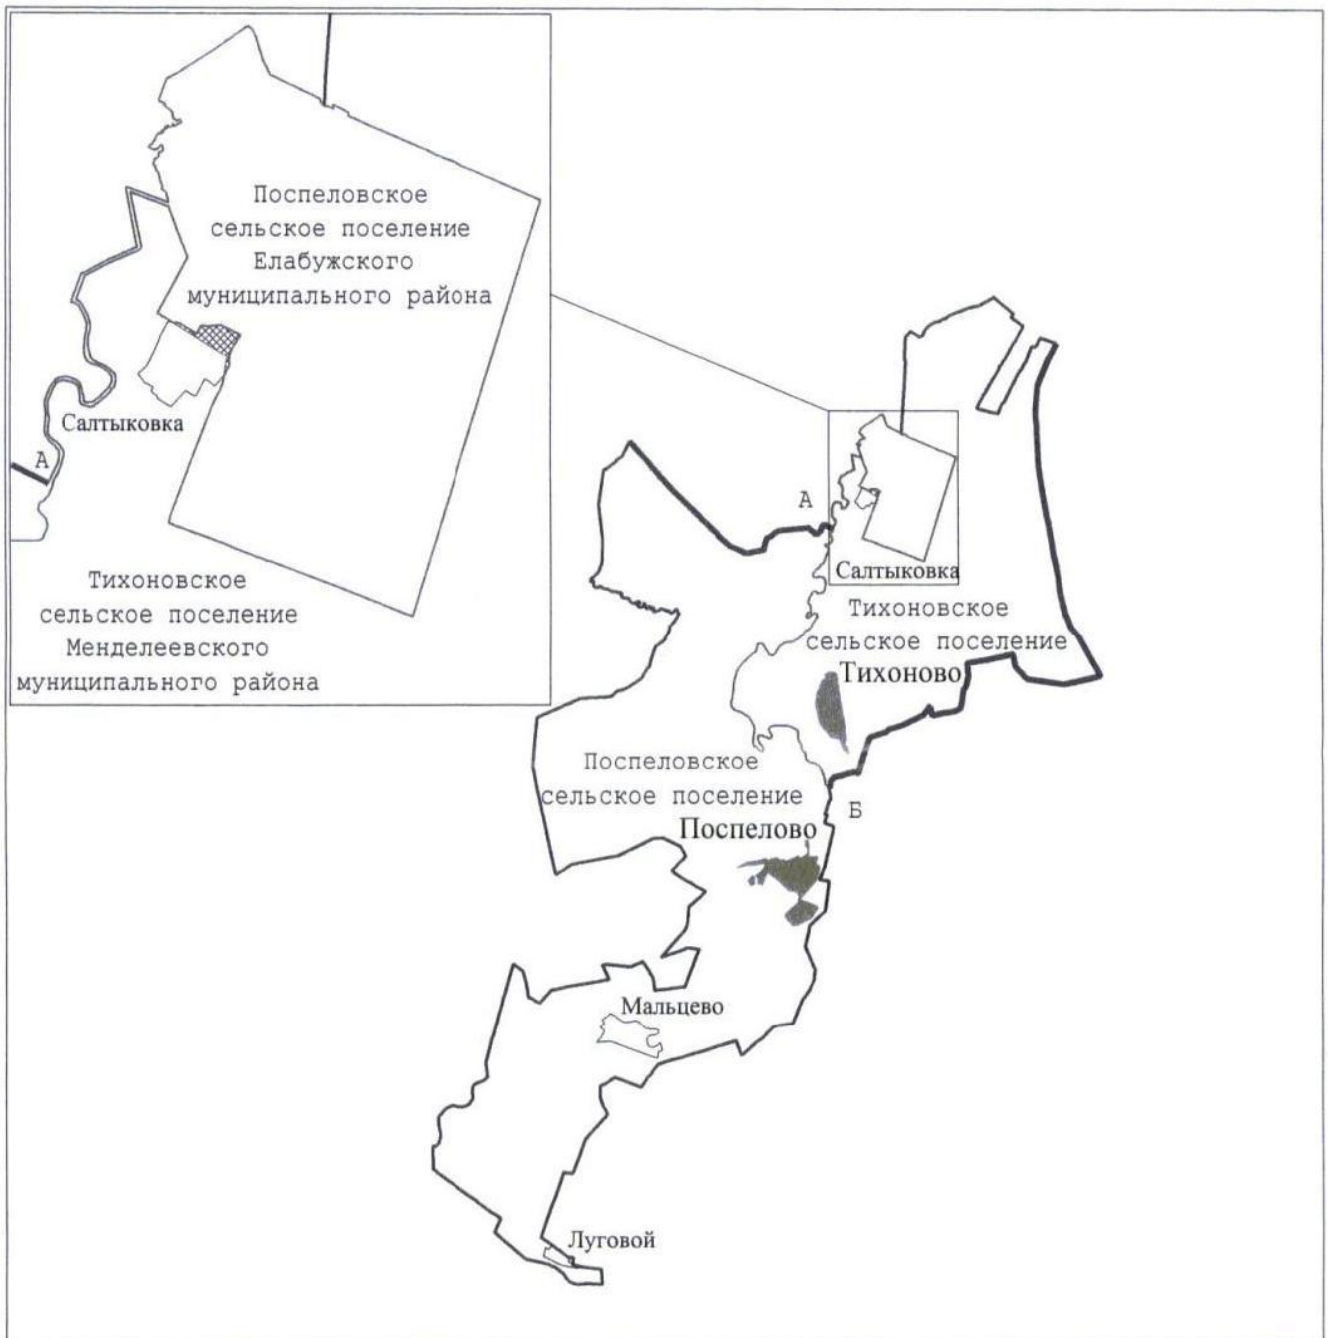 Поспеловское
сельское поселение
Елабужского
муниципального района
Салтыковка
А
Тихоновское
сельское поселение
Менделеевского
муниципального района
А
Салтыковка
Тихоновское
сельское поселение
Тихоново
Поспеловское
сельское поселение
Б
Поспелово
Мальцево
Луговой